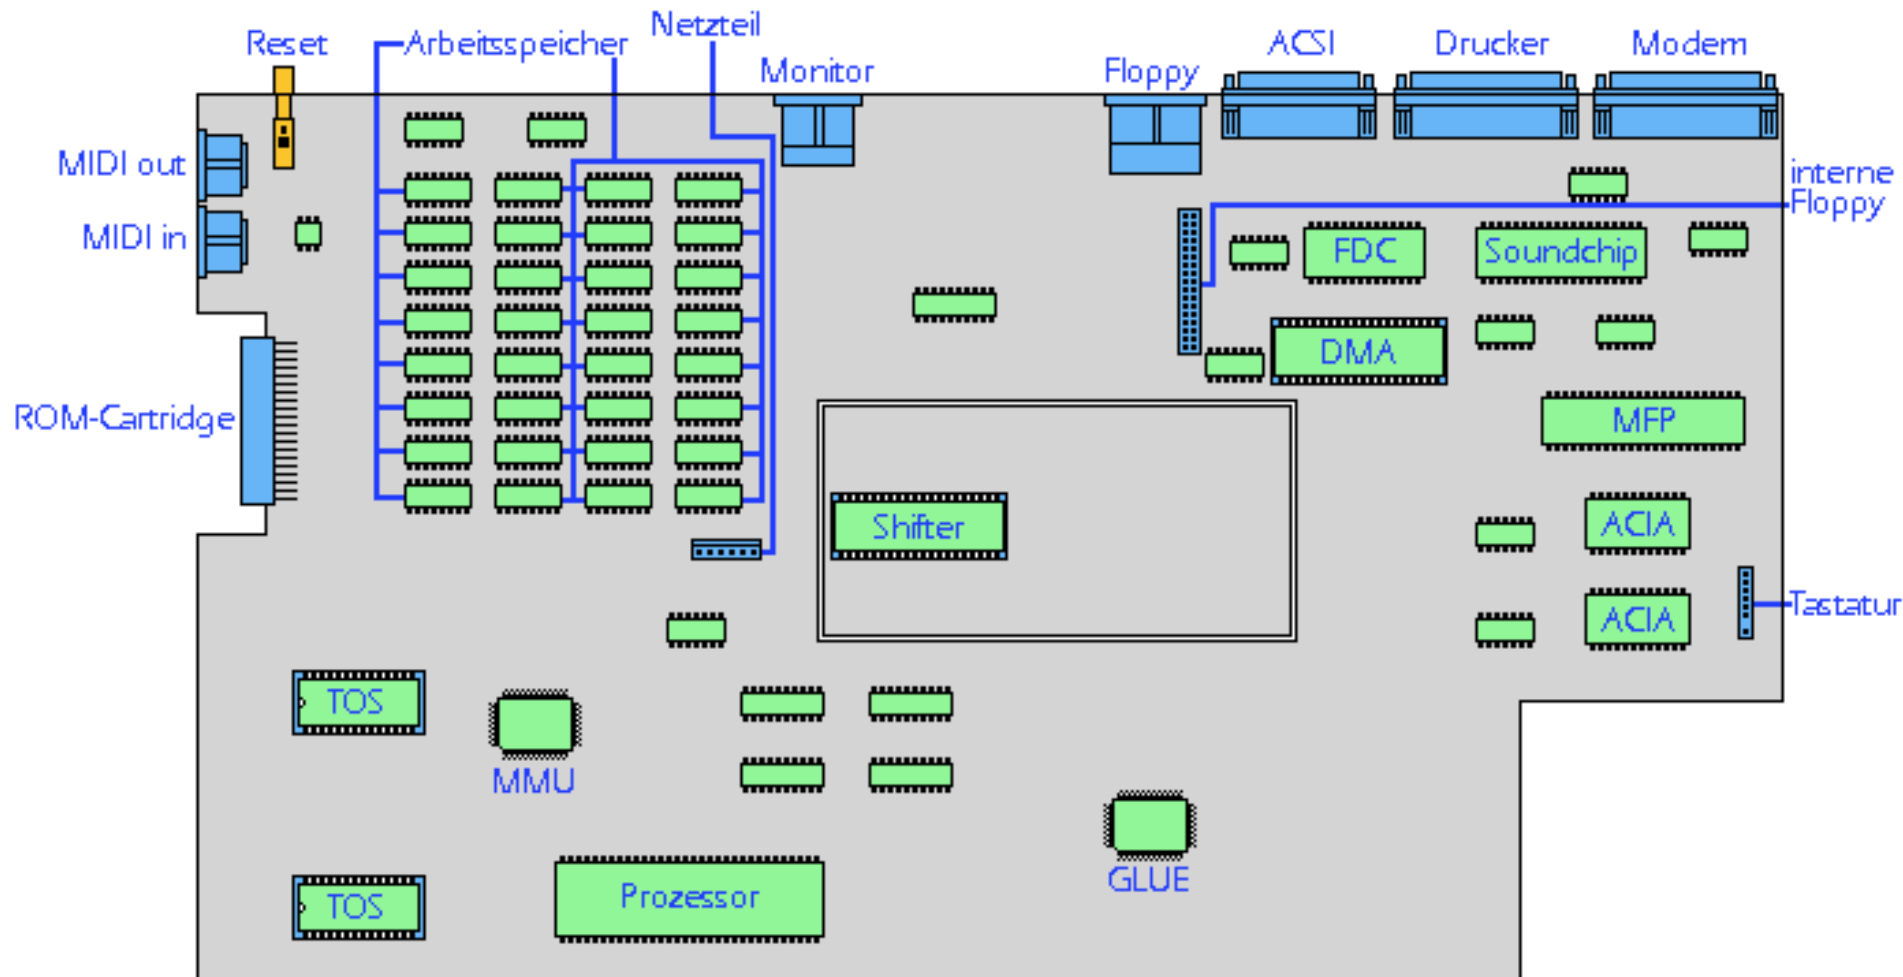 Netzteil
Reset
Arbeitsspeicher
ACSI
Drucker
Modem
Monitor
Floppy
MIDI out
interne
Floppy
MIDI in
FDC
Soundchip
DMA
ROM-Cartridge
MFP
Shifter
ACIA
Tastatur
ACIA
TOS
MMU
GLUE
Prozessor
TOS